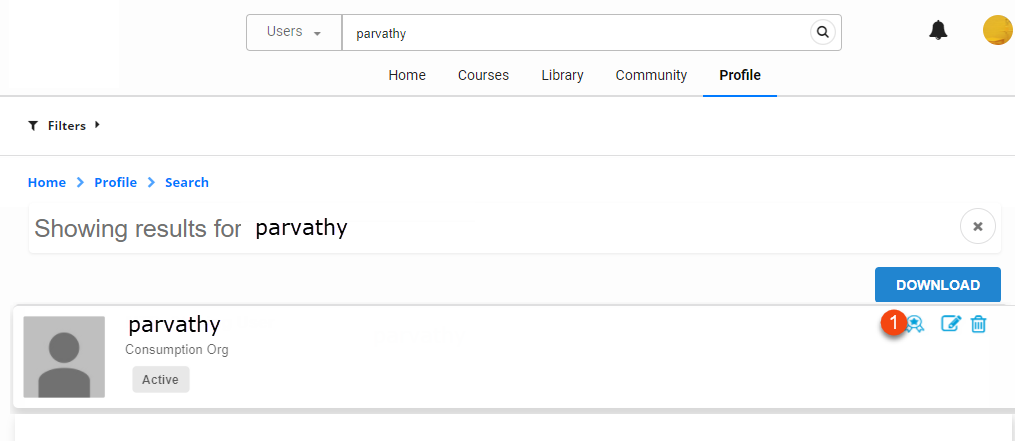 Users parvathy
Home Courses Library Community Profile
Filters
Home Profile Search
Showing results for parvathy
DOWNLOAD
parvathy
1
Consumption Org
Active